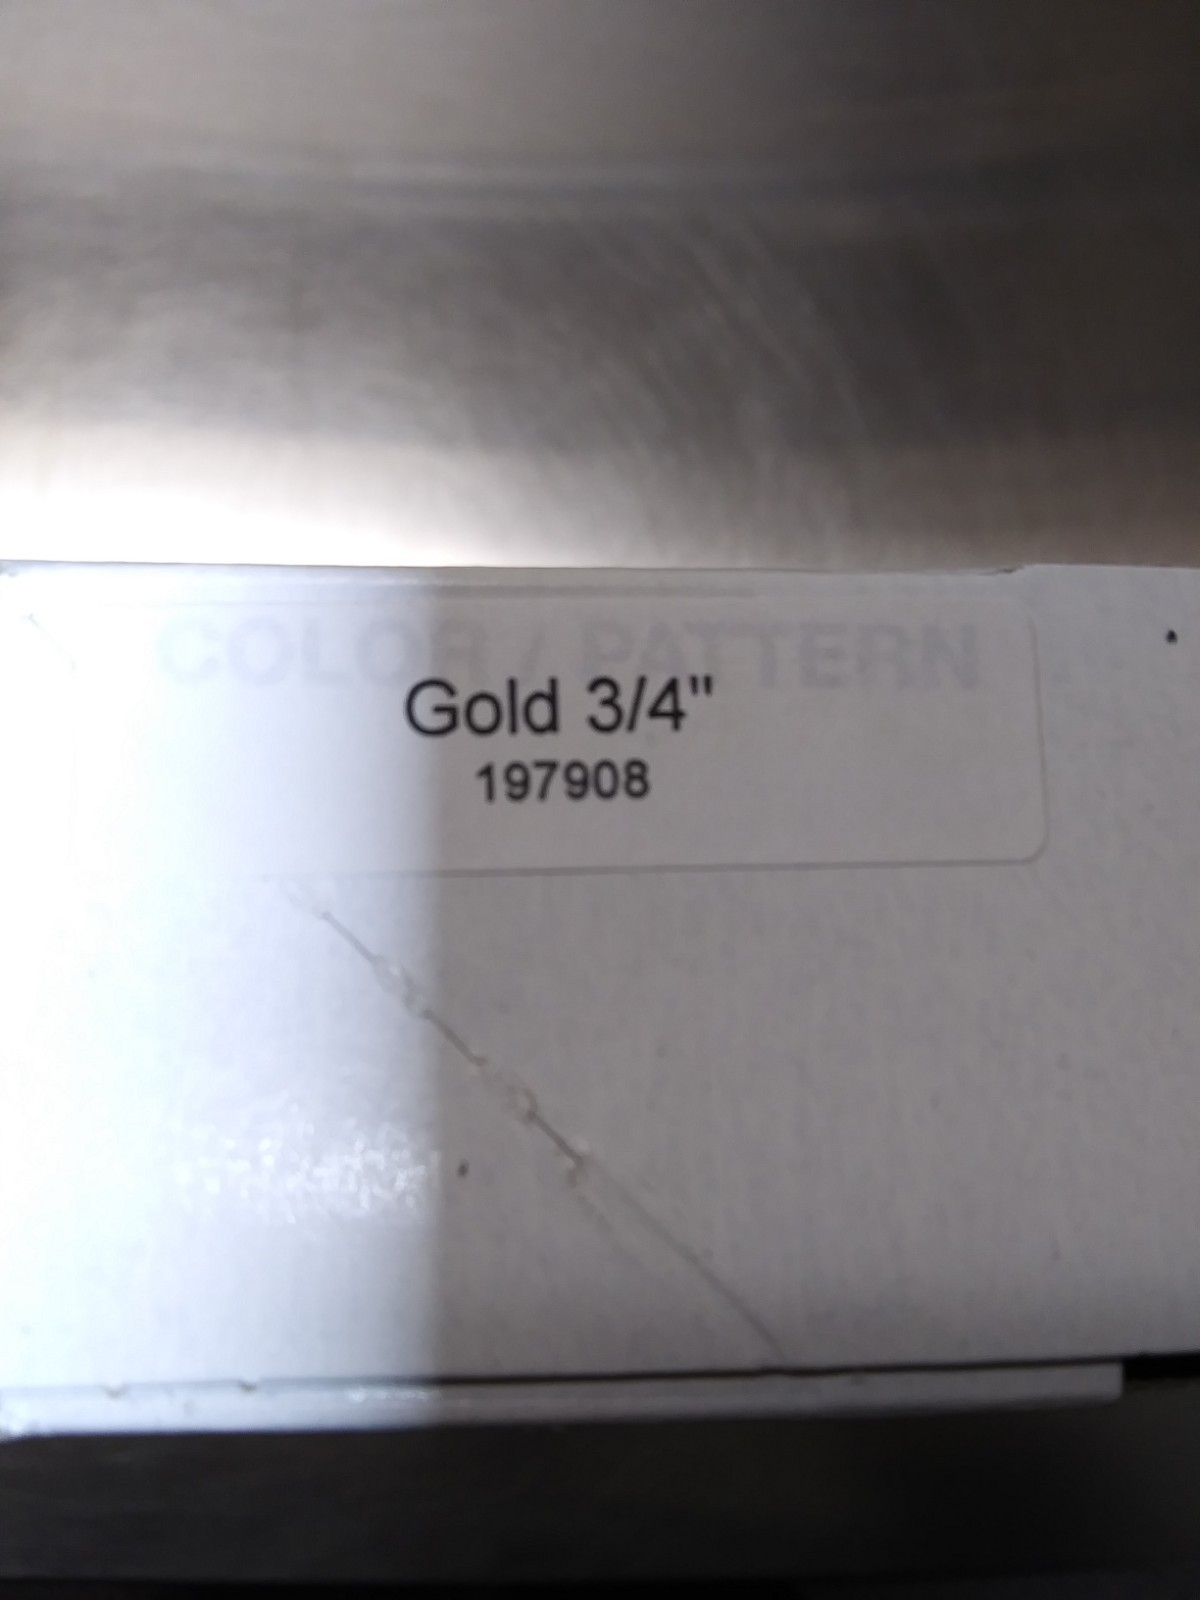 COLOR / PATTERN
Gold 3/4"
197908